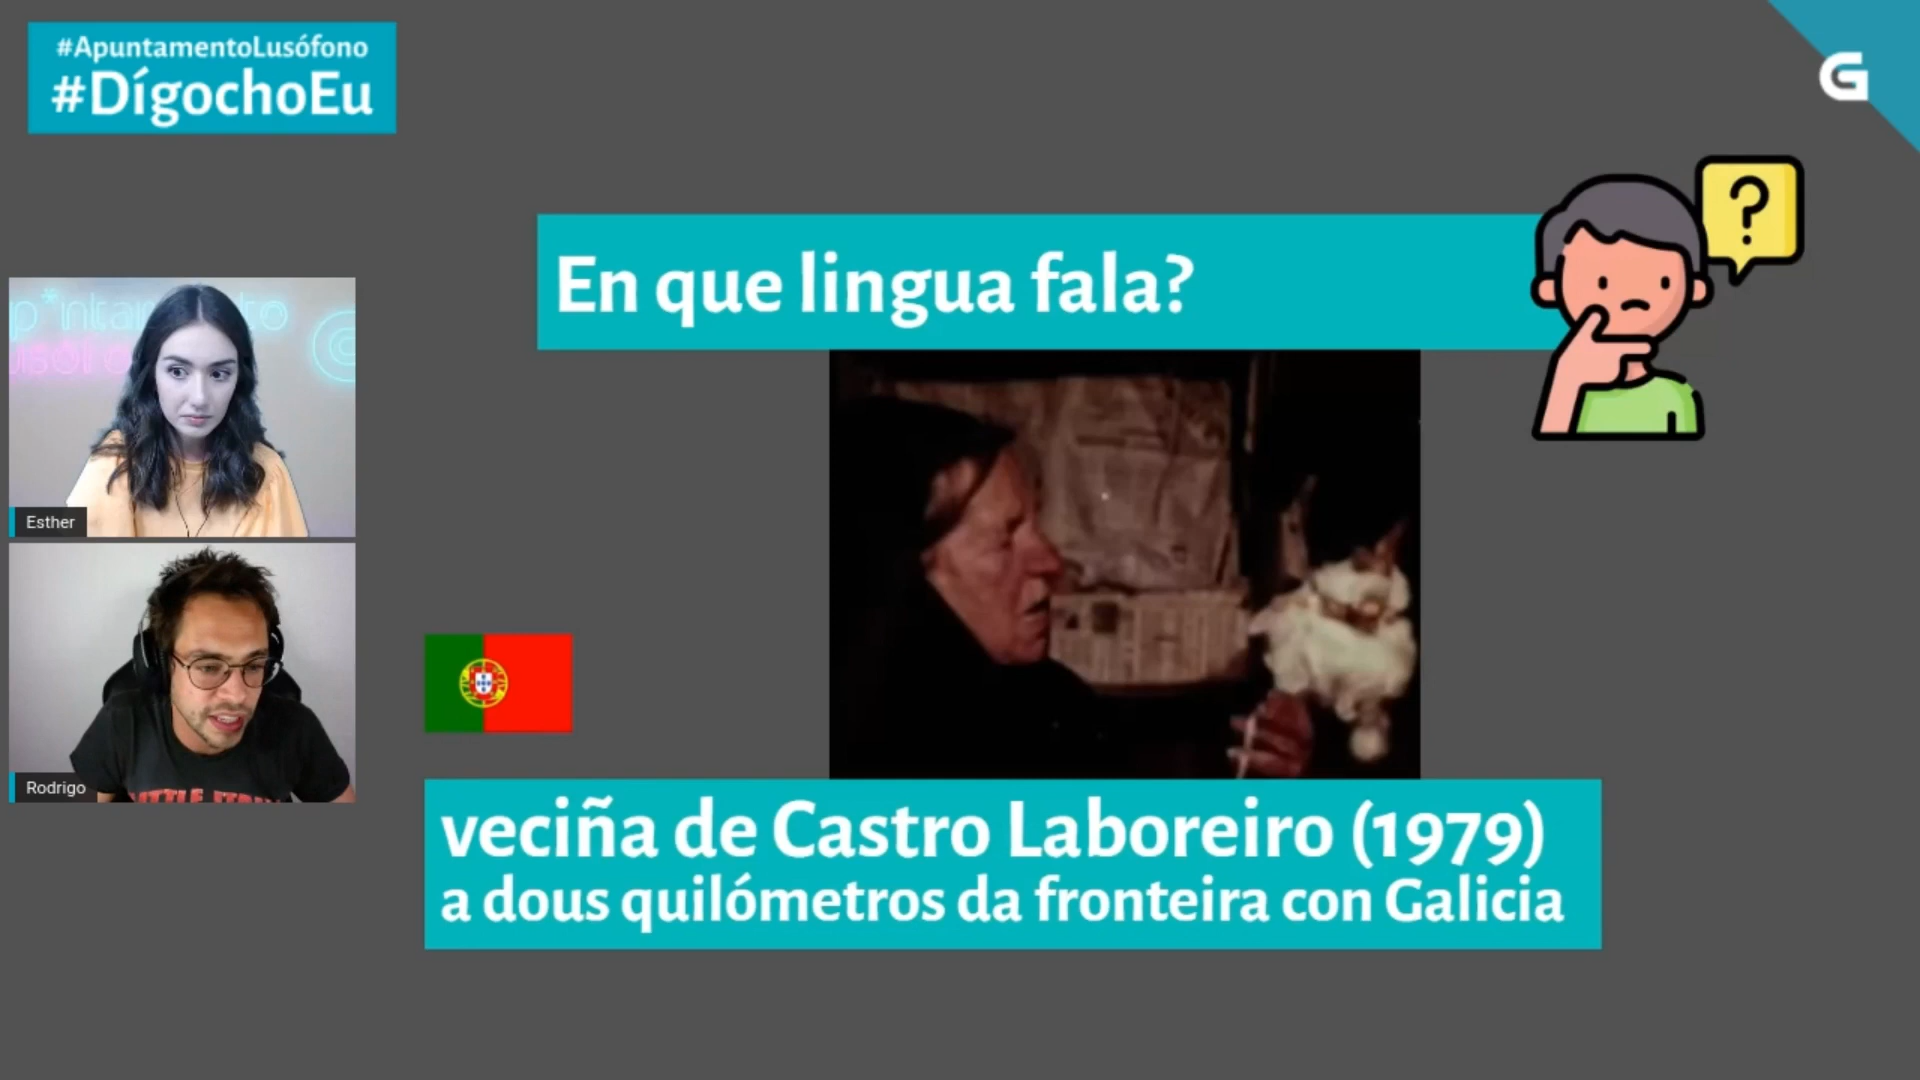 #ApuntamentoLusófono
#DígochoEu
G
En que lingua fala?
?
Esther
Rodrigo
veciña de Castro Laboreiro (1979)
a dous quilómetros da fronteira con Galicia